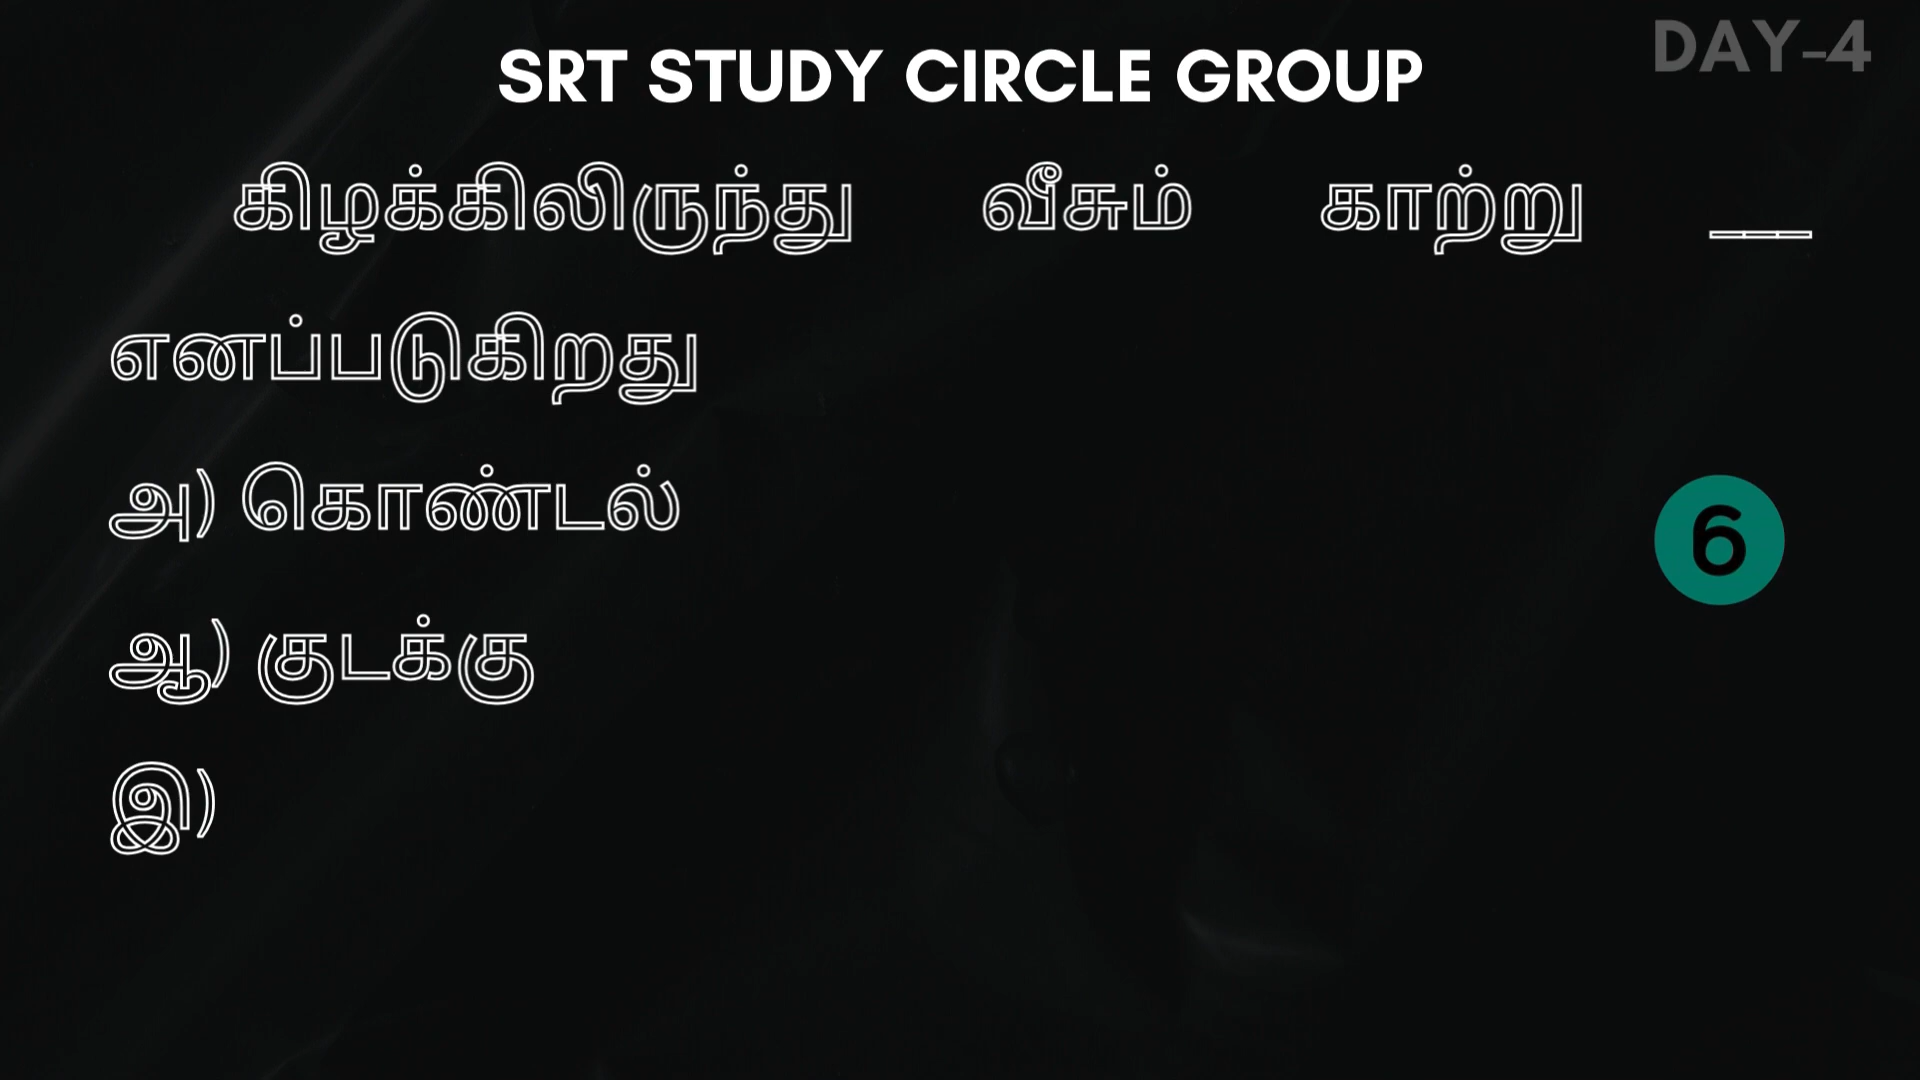 DAY-4
SRT STUDY CIRCLE GROUP
கிழக்கிலிருந்து வீசும் காற்று ___
எனப்படுகிறது
அ) கொண்டல்
6
ஆ) குடக்கு
இ)